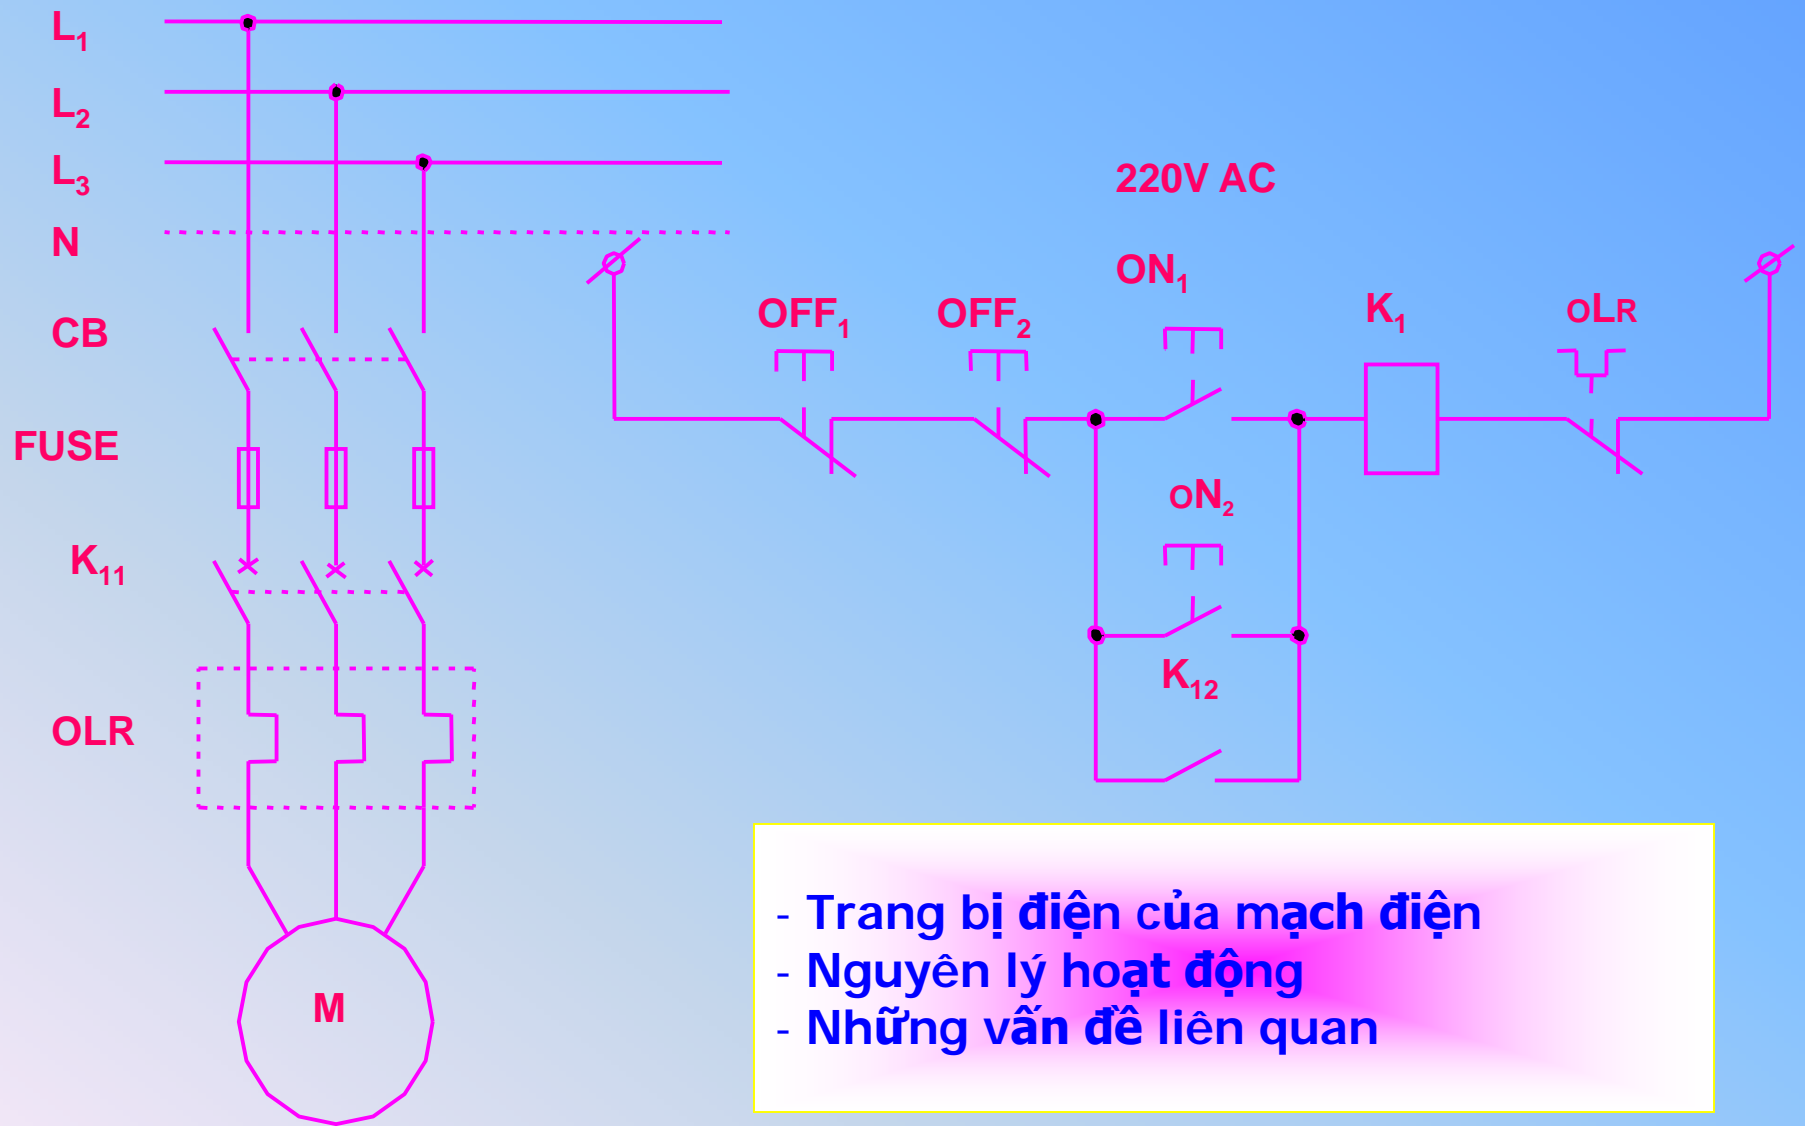 L1
L2
L3
N
CB
FUSE
K11
OLR
M
220V AC
OFF1
OFF2
ON1
K1
OLR
ON2
K12
- Trang bị điện của mạch điện
- Nguyên lý hoạt động
- Những vấn đề liên quan